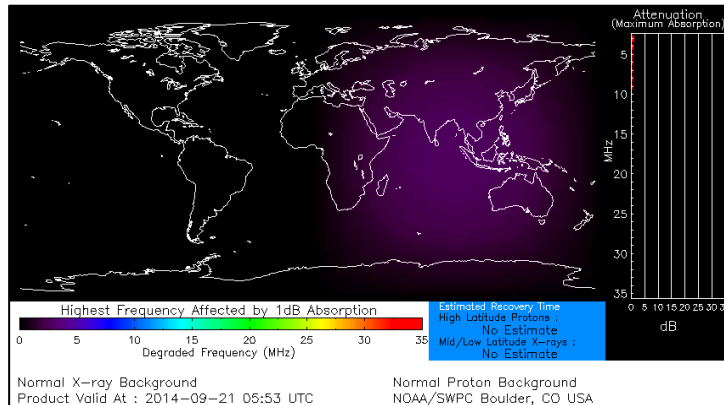 Attenuation
(Maximum Absorption)
5
10
15
20
25
30
35
MHz
0 5 10 15 20 25 30
dB
Highest Frequency Affected by 1dB Absorption
0 5 10 15 20 25 30 35
Degraded Frequency (MHz)
Estimated Recovery Time
High Latitude Protons :
No Estimate
Mid/Low Latitude X-rays :
No Estimate
Normal X-ray Background
Normal Proton Background
Product Valid At : 2014-09-21 05:53 UTC
NOAA/SWPC Boulder, CO USA